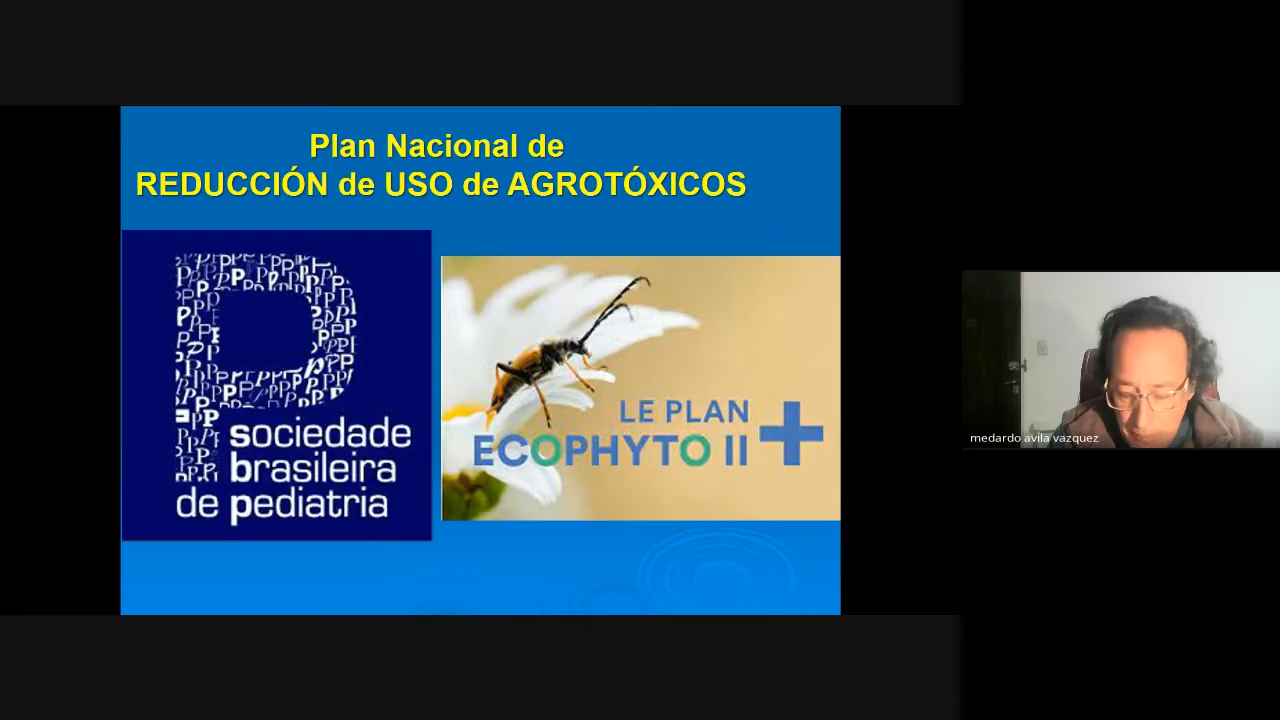 Plan Nacional de
REDUCCIÓN de USO de AGROTÓXICOS
sociedade
brasileira
de pediatria
LE PLAN
ECOPHYTO II +
medardo avila vazquez